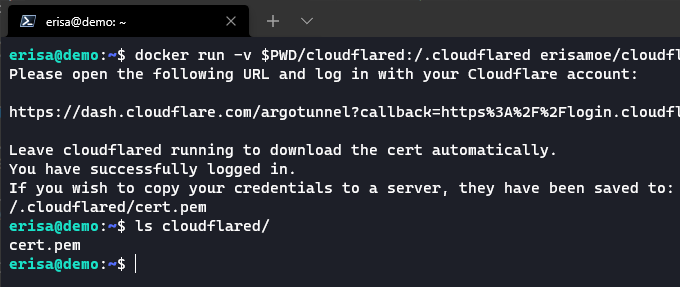 erisa@demo: ~
erisa@demo:~$ docker run -v $PWD/cloudflared:/.cloudflared erisamoe/cloudfl
Please open the following URL and log in with your Cloudflare account:
https://dash.cloudflare.com/argotunnel?callback=https%3A%2F%2Flogin.cloudfl
Leave cloudflared running to download the cert automatically.
You have successfully logged in.
If you wish to copy your credentials to a server, they have been saved to:
/.cloudflared/cert.pem
erisa@demo:~$ ls cloudflared/
cert.pem
erisa@demo:~$